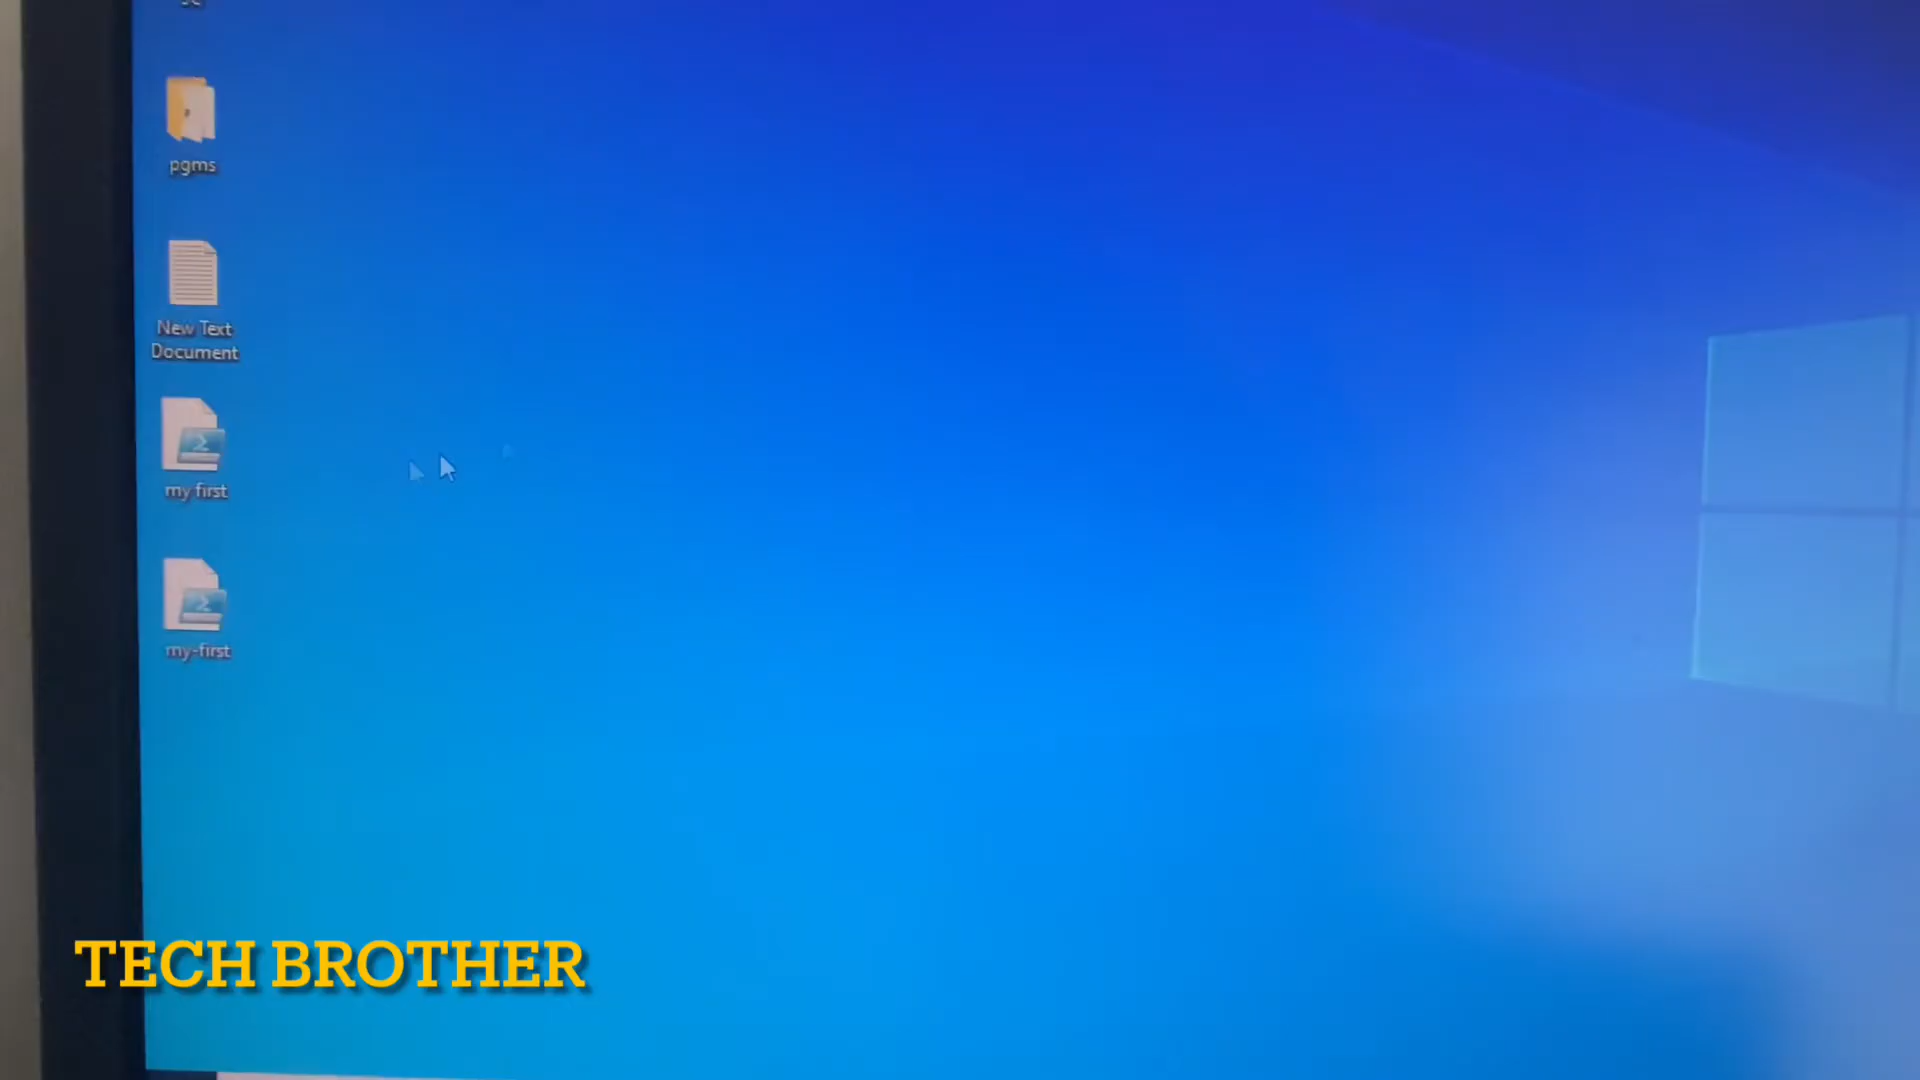 pgms
New Text
Document
my first
my-first
TECH BROTHER